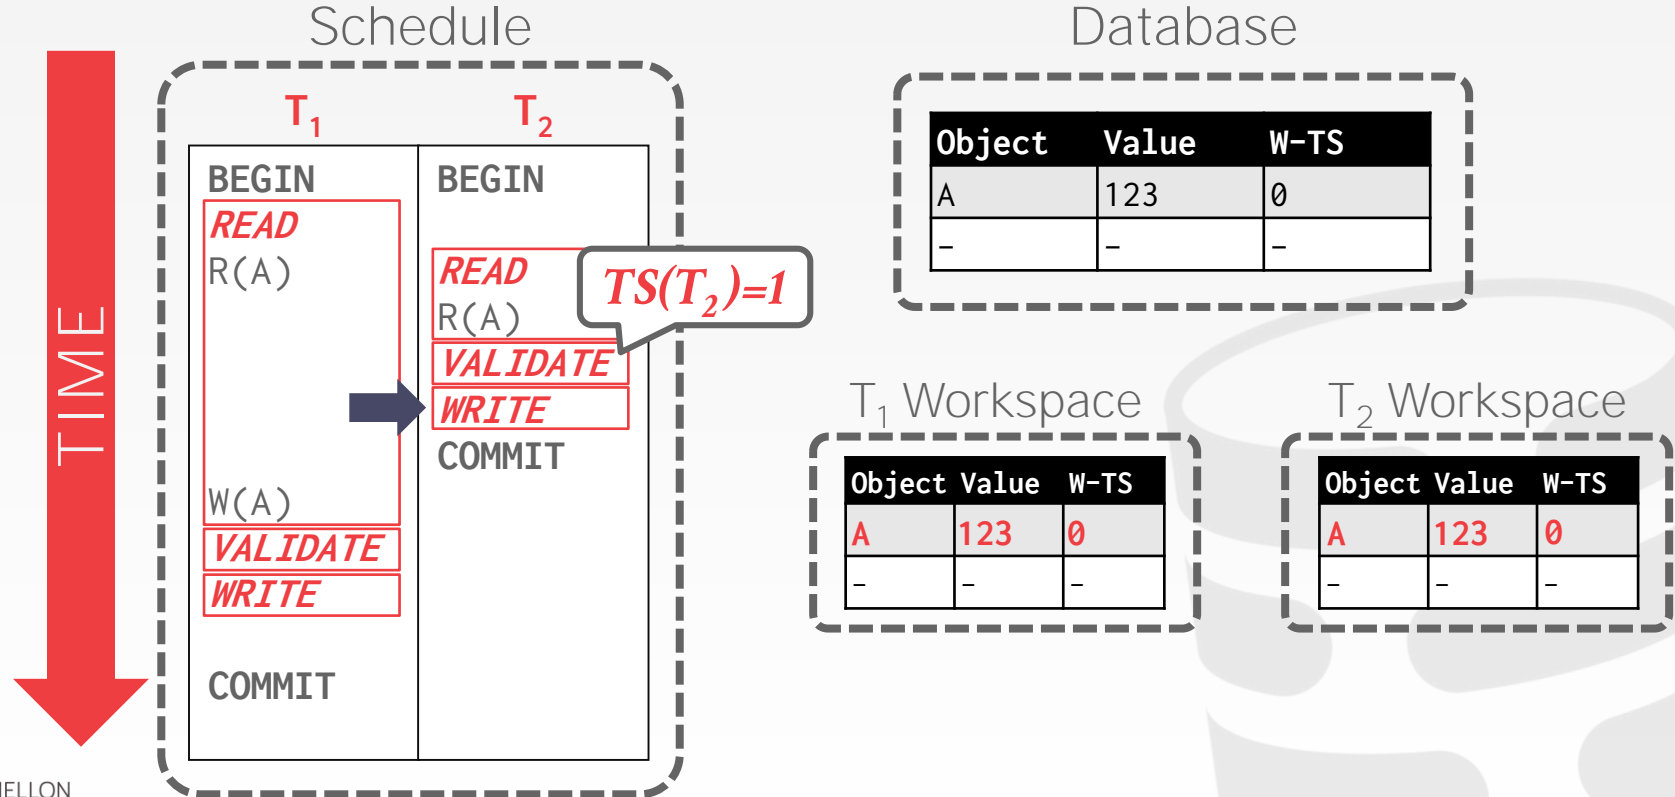 Schedule
Database
TIME
T1 T2
BEGIN BEGIN
READ
R(A) READ
R(A)
TS(T2)=1
VALIDATE
WRITE
COMMIT
W(A)
VALIDATE
WRITE
COMMIT
Object Value W-TS
A 123 0
- - -
T1 Workspace
Object Value W-TS
A 123 0
- - -
T2 Workspace
Object Value W-TS
A 123 0
- - -